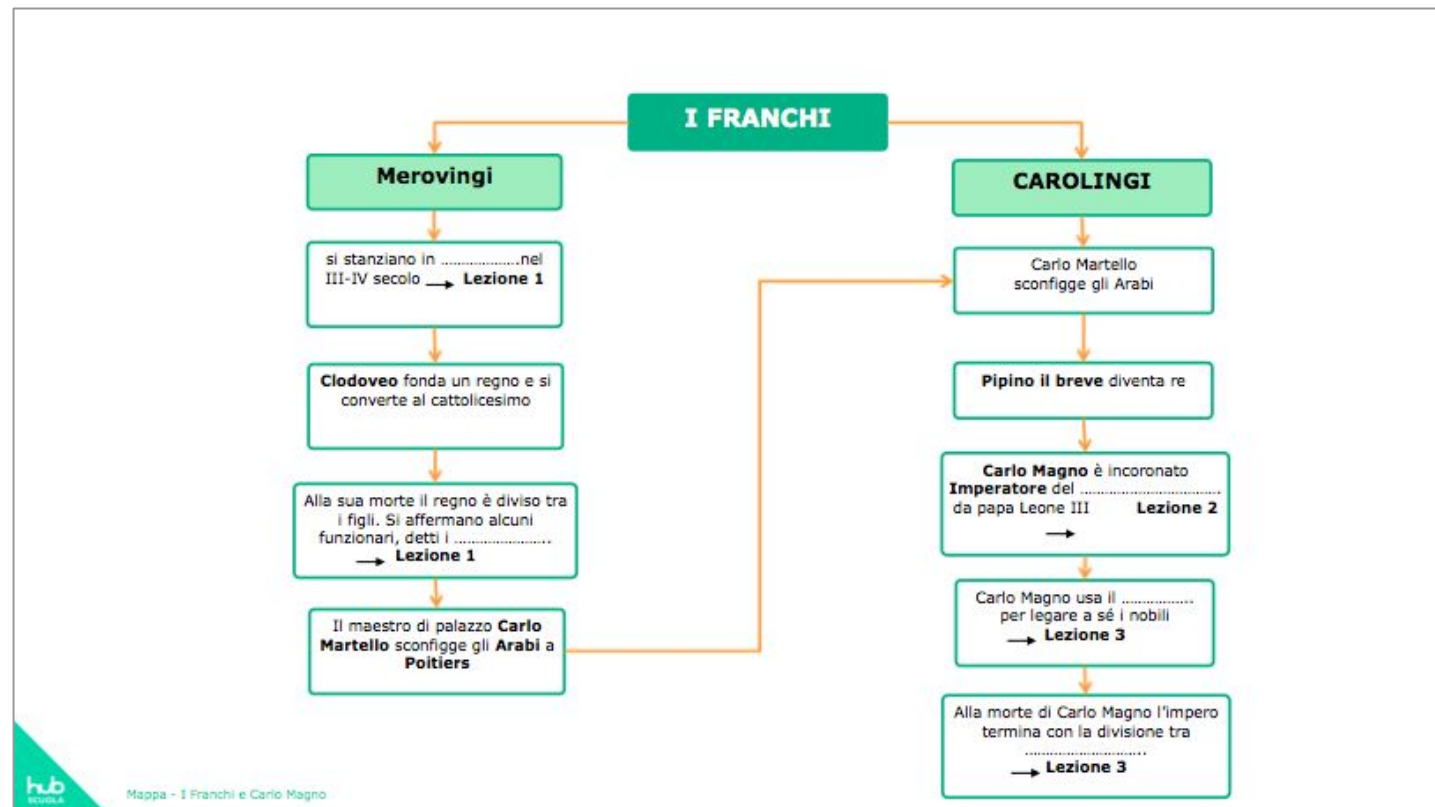 I FRANCHI
Merovingi
si stanziano in ………………..nel
III-IV secolo → Lezione 1
Clodoveo fonda un regno e si
converte al cattolicesimo
Alla sua morte il regno è diviso tra
i figli. Si affermano alcuni
funzionari, detti i …………………..
→ Lezione 1
Il maestro di palazzo Carlo
Martello sconfigge gli Arabi a
Poitiers
CAROLINGI
Carlo Martello
sconfigge gli Arabi
Pipino il breve diventa re
Carlo Magno è incoronato
Imperatore del ………………………………
da papa Leone III Lezione 2
→
Carlo Magno usa il ……………..
per legare a sé i nobili
→ Lezione 3
Alla morte di Carlo Magno l'impero
termina con la divisione tra
…………………………..
→ Lezione 3
hub
SCUOLA
Mappa - I Franchi e Carlo Magno